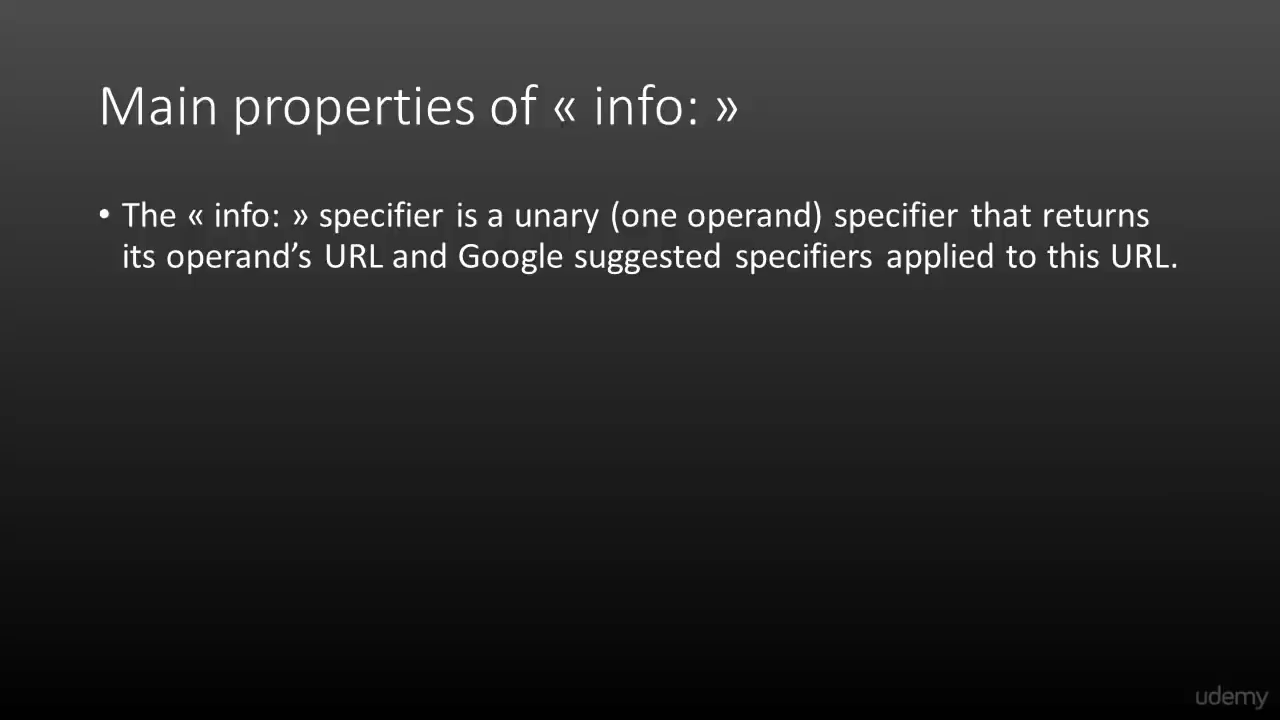 Main properties of « info: »
• The « info: » specifier is a unary (one operand) specifier that returns
its operand’s URL and Google suggested specifiers applied to this URL.
udemy